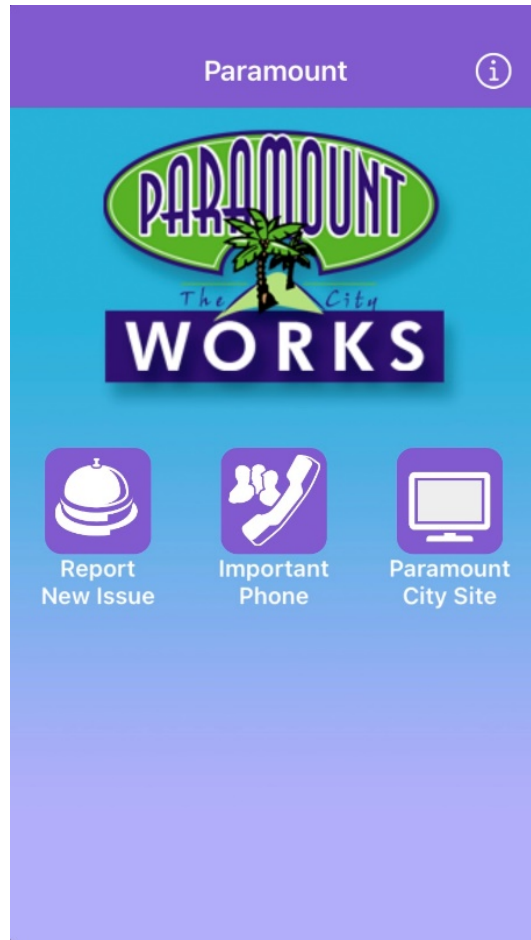 Paramount
PARAMOUNT
The City
WORKS
Report
New Issue
Important
Phone
Paramount
City Site